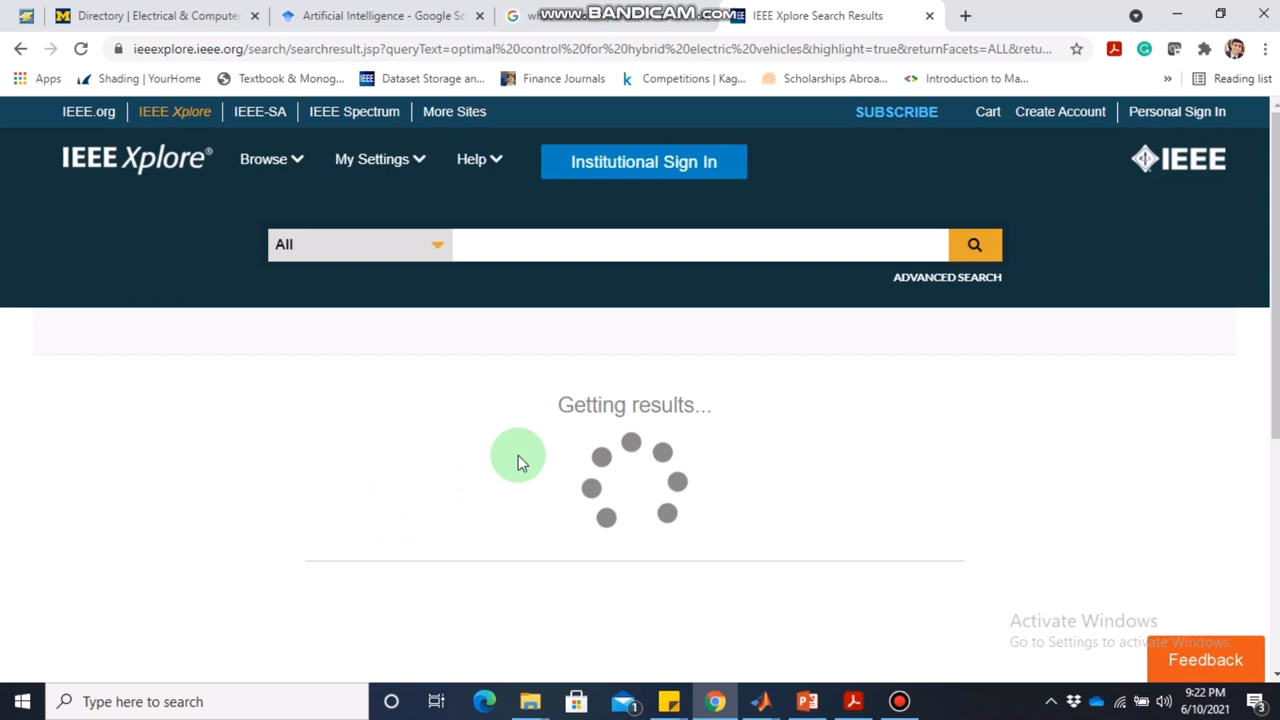 Directory | Electrical & Computer
Artificial Intelligence - Google Sc
wh
www.BANDICAM.com
IEEE Xplore Search Results
ieeexplore.ieee.org/search/searchresult.jsp?queryText=optimal%20control%20for%20hybrid%20electric%20vehicles&highlight=true&returnFacets=ALL&retu...
Apps
Shading | YourHome
Textbook & Monog...
Dataset Storage an...
Finance Journals
Competitions | Kag...
Scholarships Abroa...
Introduction to Ma...
»
Reading list
IEEE.org | IEEE Xplore | IEEE-SA | IEEE Spectrum | More Sites
SUBSCRIBE
Cart
Create Account | Personal Sign In
IEEE Xplore®
Browse
My Settings
Help
Institutional Sign In
IEEE
All
ADVANCED SEARCH
Getting results...
Activate Windows
Go to Settings to activate Windows.
Feedback
Type here to search
1
9:22 PM
6/10/2021
3